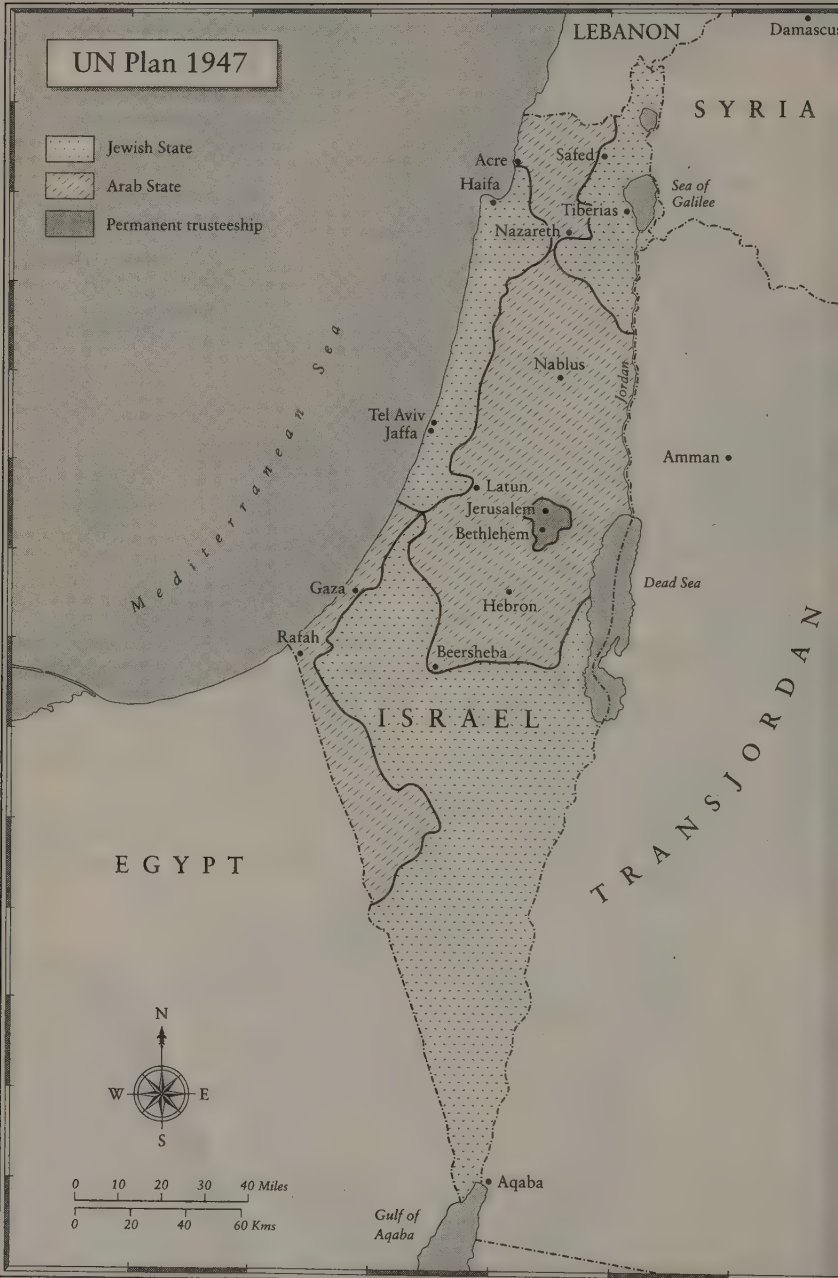 UN Plan 1947
LEBANON
Damascus
SYRIA
Jewish State
Arab State
Permanent trusteeship
Acre
Safed
Haifa
Sea of
Galilee
Tiberias
Nazareth
Mediterranean Sea
Nablus
Jordan
Tel Aviv
Jaffa
Amman
Latun
Jerusalem
Bethlehem
Dead Sea
Gaza
Hebron
Rafah
Beersheba
ISRAEL
TRANSJORDAN
EGYPT
N
W E
S
0 10 20 30 40 Miles
0 20 40 60 Kms
Aqaba
Gulf of
Aqaba